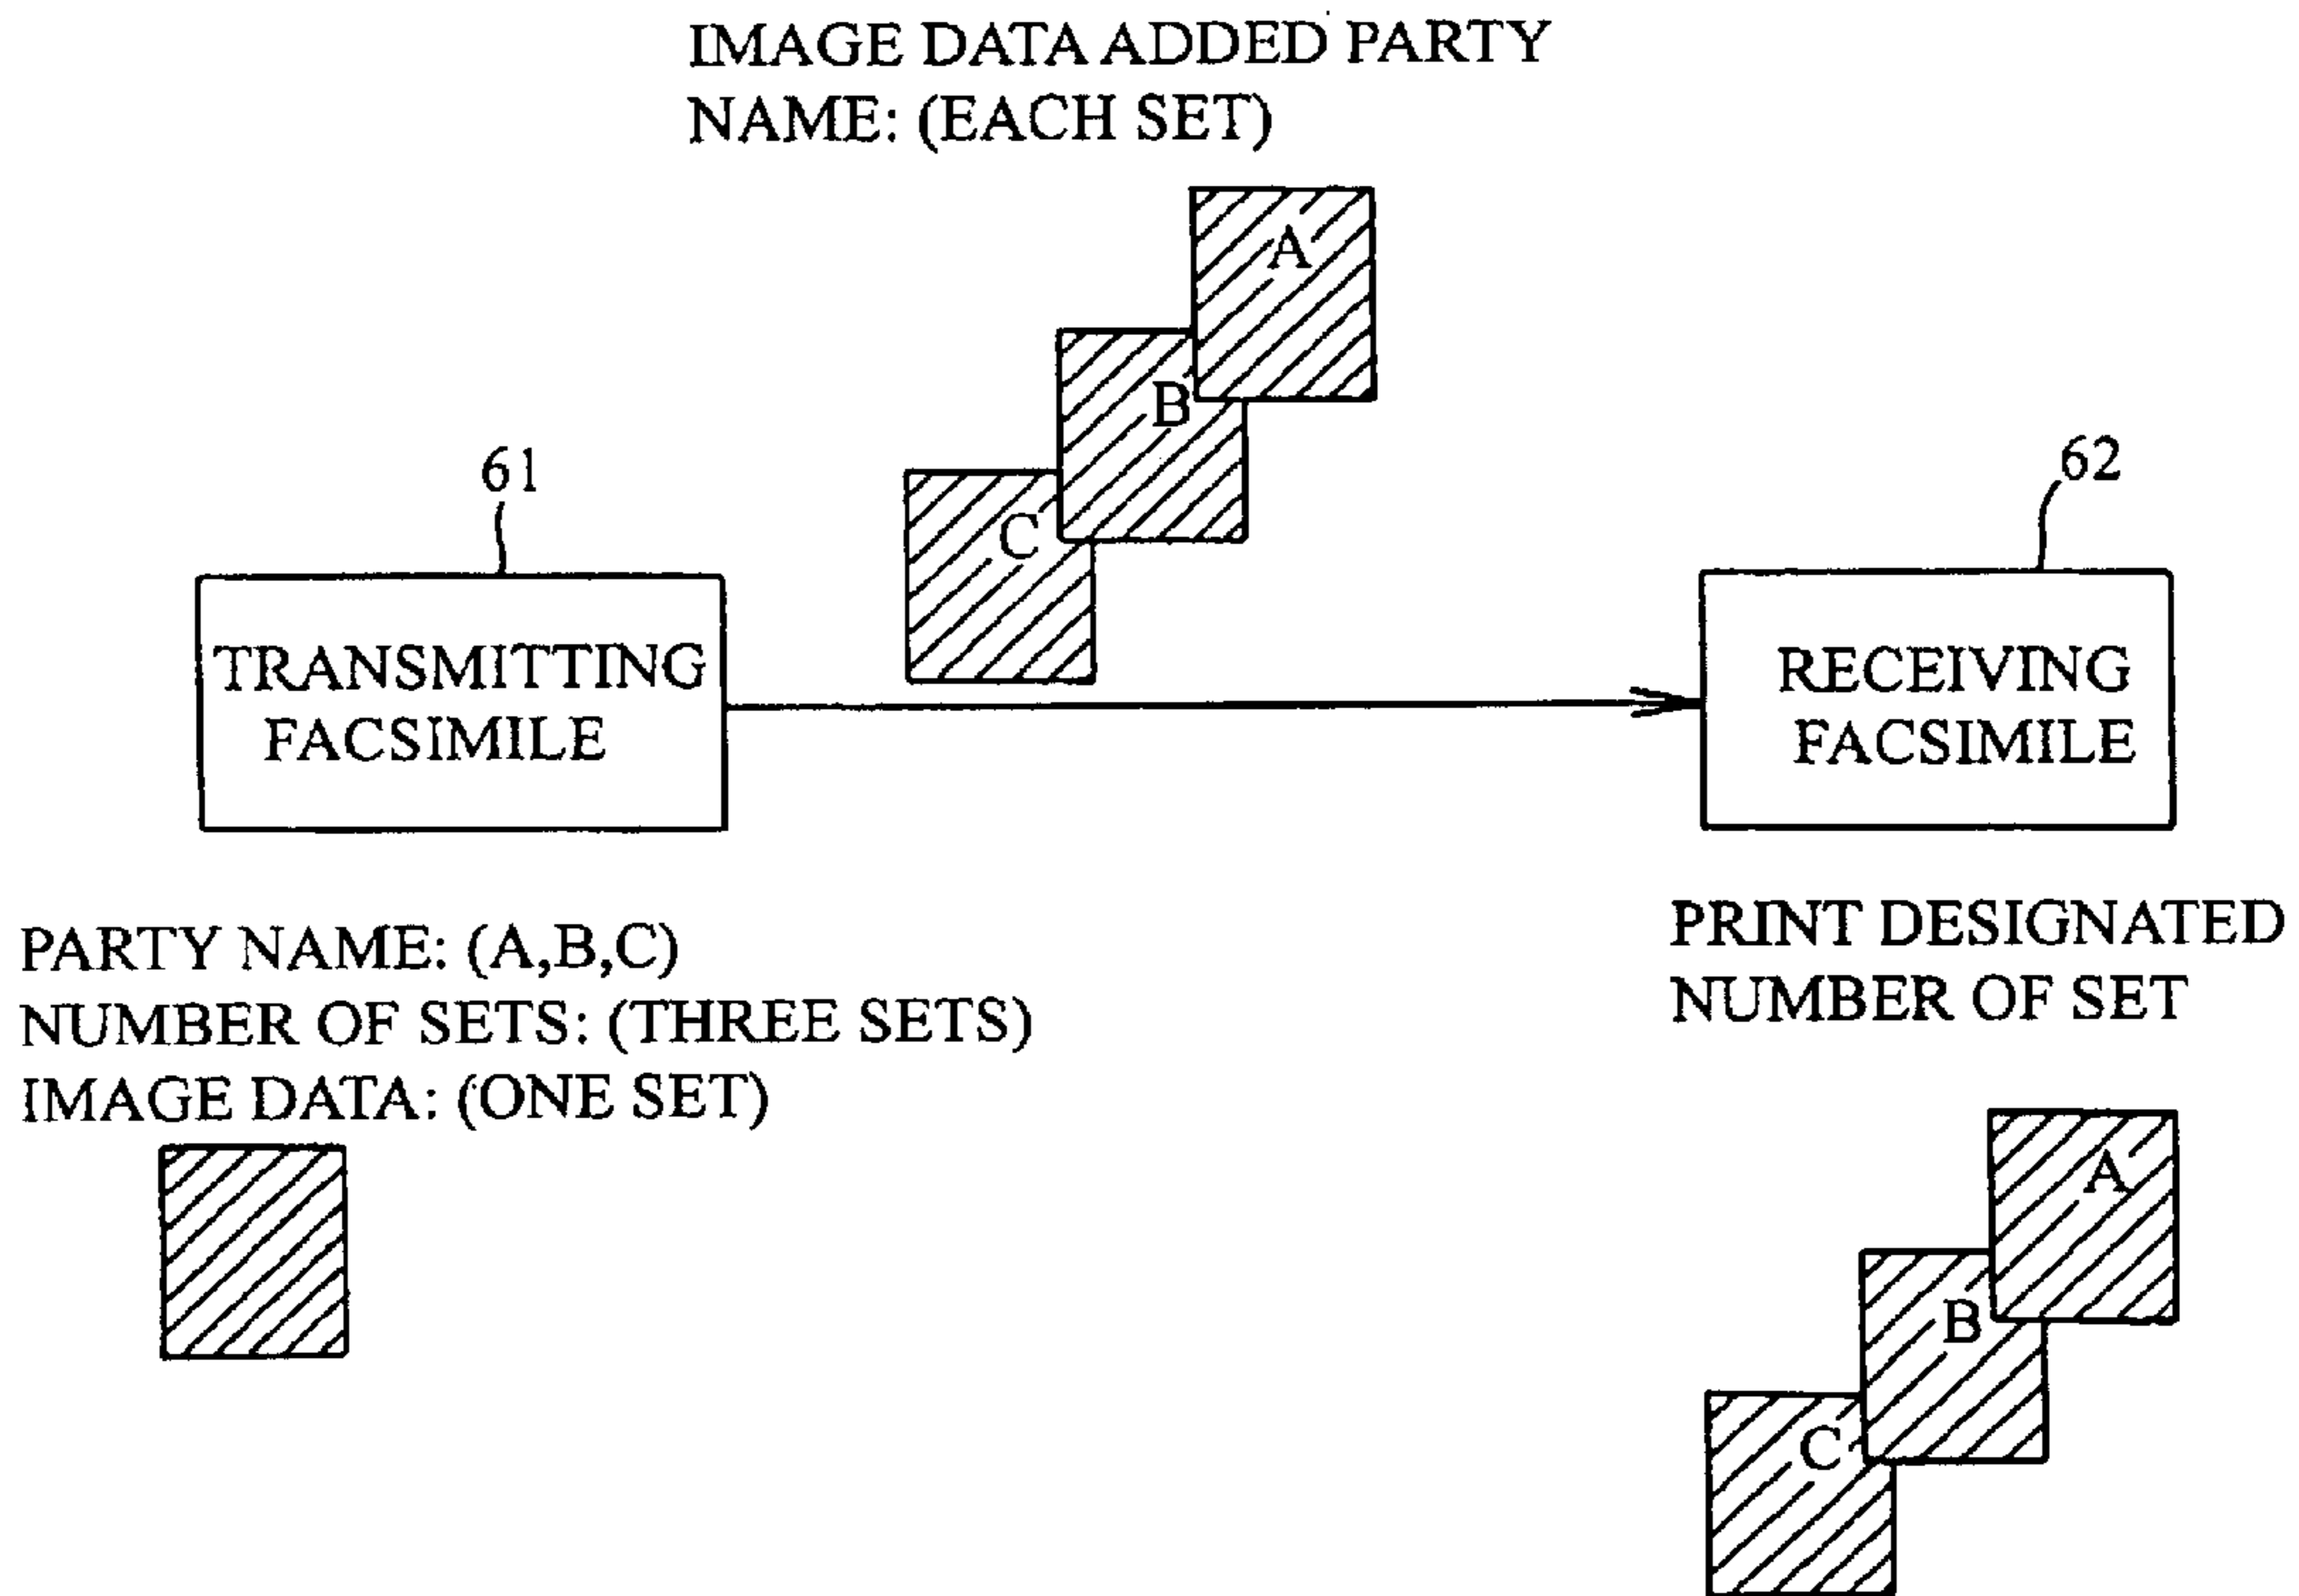 IMAGE DATA ADDED PARTY
NAME: (EACH SET)
A
B
C
61
62
TRANSMITTING
FACSIMILE
RECEIVING
FACSIMILE
PARTY NAME: (A,B,C)
NUMBER OF SETS: (THREE SETS)
IMAGE DATA: (ONE SET)
PRINT DESIGNATED
NUMBER OF SET
A
B
C